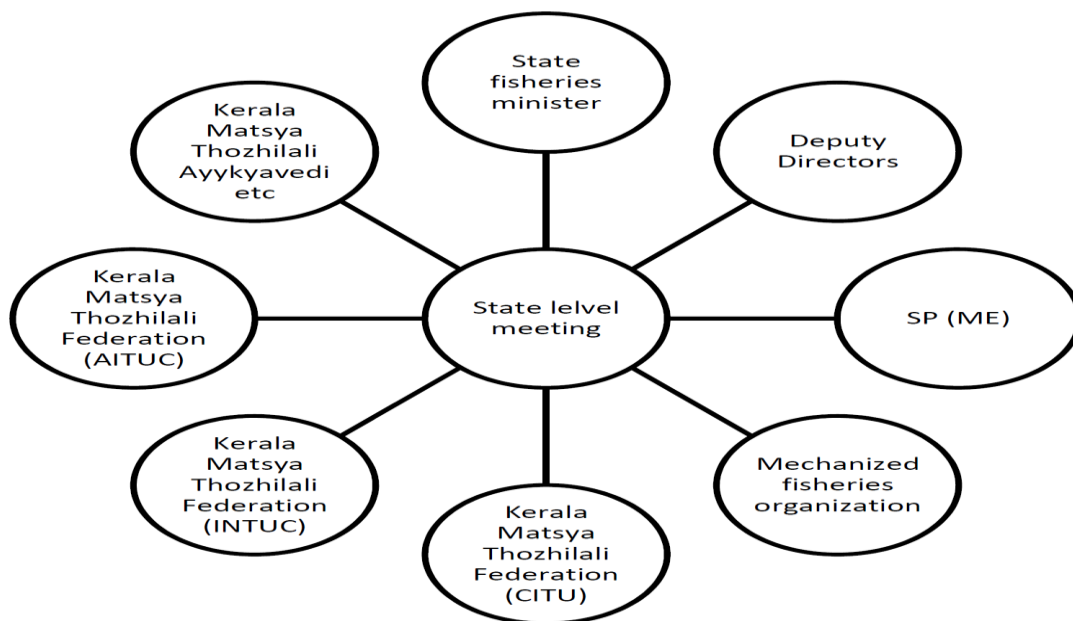 State
fisheries
minister
Deputy
Directors
SP (ME)
Mechanized
fisheries
organization
Kerala
Matsya
Thozhilali
Federation
(CITU)
Kerala
Matsya
Thozhilali
Federation
(INTUC)
Kerala
Matsya
Thozhilali
Federation
(AITUC)
Kerala
Matsya
Thozhilali
Ayykyavedi
etc
State lelvel
meeting